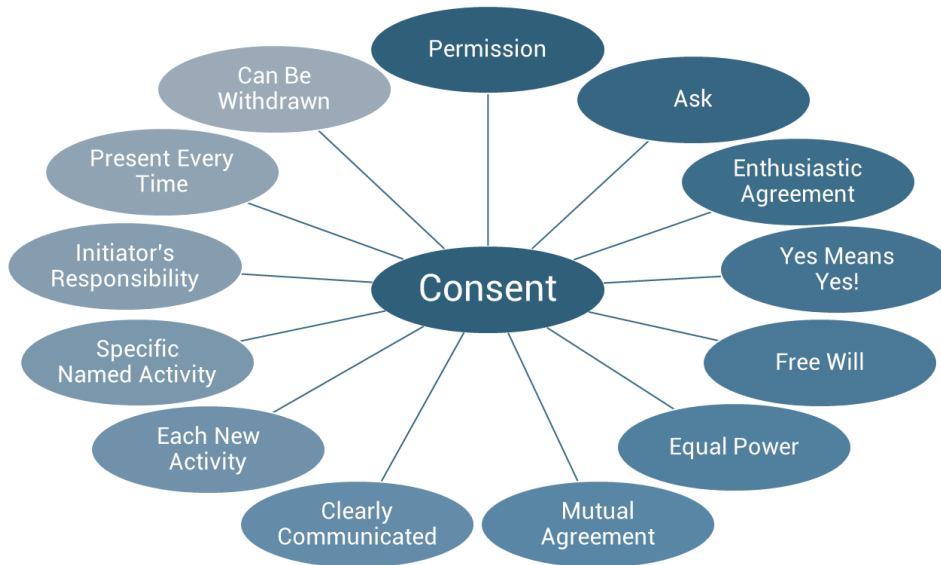 Permission
Ask
Enthusiastic
Agreement
Yes Means
Yes!
Free Will
Equal Power
Mutual
Agreement
Clearly
Communicated
Each New
Activity
Specific
Named Activity
Initiator's
Responsibility
Present Every
Time
Can Be
Withdrawn
Consent